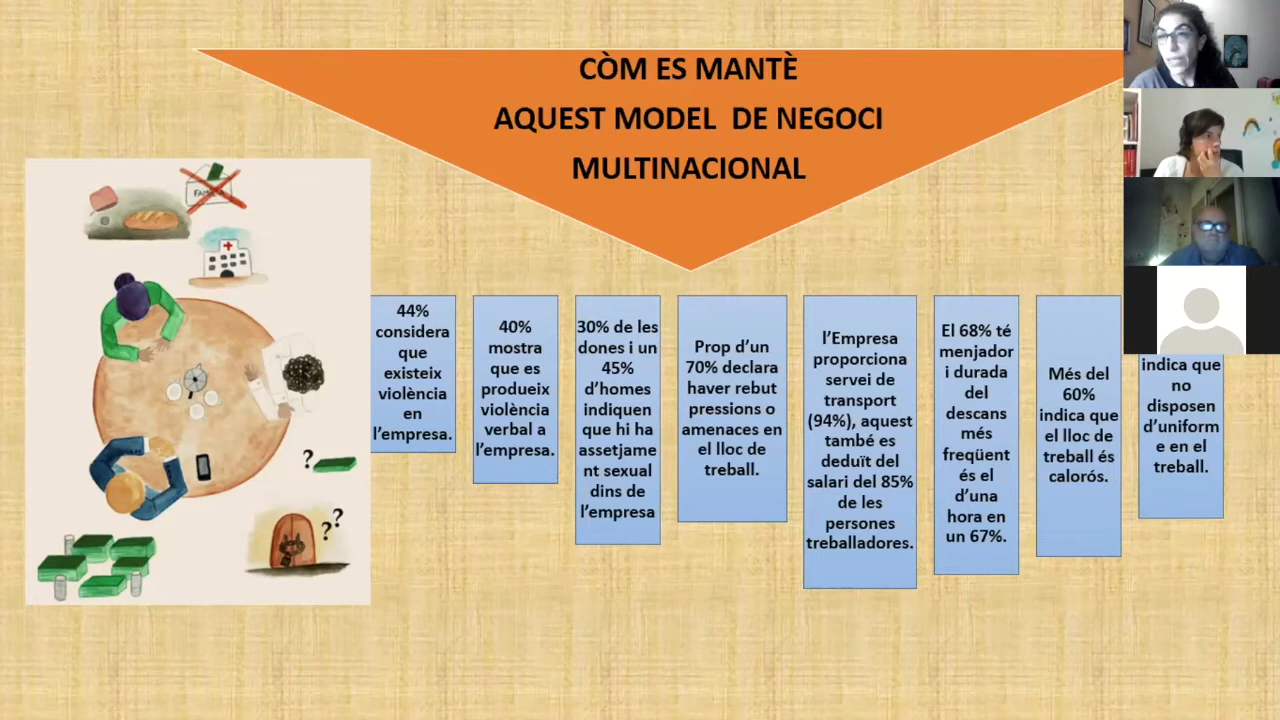 CÒM ES MANTÈ
AQUEST MODEL DE NEGOCI
MULTINACIONAL
44%
considera
que
existeix
violència
en
l’empresa.
40%
mostra
que es
produeix
violència
verbal a
l’empresa.
30% de les
dones i un
45%
d’homes
indiquen
que hi ha
assetjame
nt sexual
dins de
l’empresa
Prop d’un
70% declara
haver rebut
pressions o
amenaces en
el lloc de
treball.
l’Empresa
proporciona
servei de
transport
(94%), aquest
també es
deduït del
salari del 85%
de les
persones
treballadores.
El 68% té
menjador
i durada
del
descans
més
freqüent
és el
d’una
hora en
un 67%.
Més del
60%
indica que
el lloc de
treball és
calorós.
indica que
no
disposen
d’uniform
e en el
treball.
?
? ?